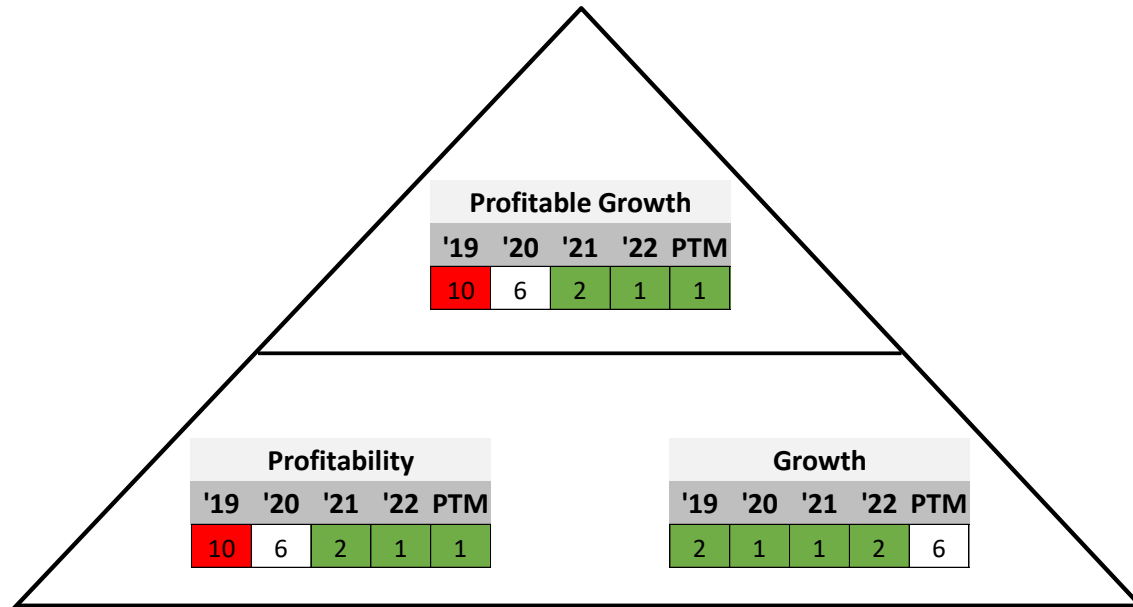 Profitable Growth
'19 '20 '21 '22 PTM
10 6 2 1 1
Profitability
'19 '20 '21 '22 PTM
10 6 2 1 1
Growth
'19 '20 '21 '22 PTM
2 1 1 2 6